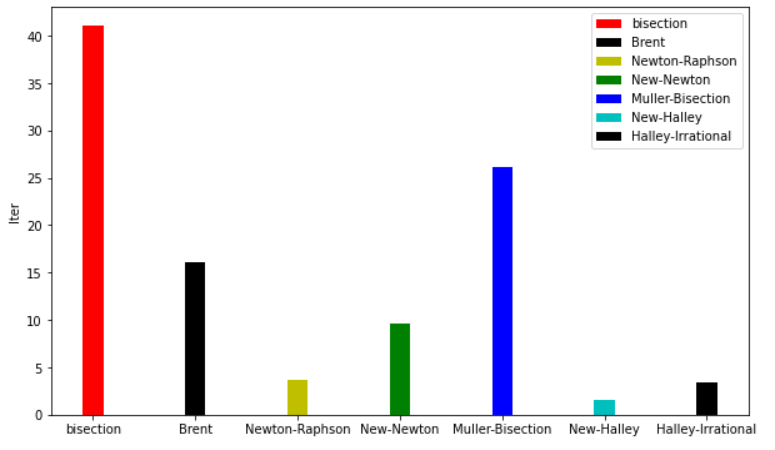 40
35
30
25
20
15
10
5
0
Iter
bisection
Brent
Newton-Raphson
New-Newton
Muller-Bisection
New-Halley
Halley-Irrational
bisection Brent Newton-Raphson New-Newton Muller-Bisection New-Halley Halley-Irrational